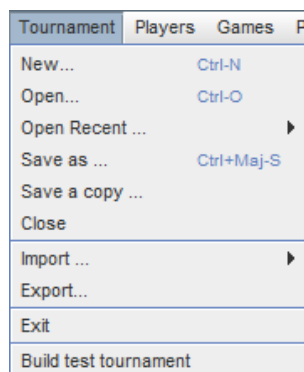 Tournament Players Games
New... Ctrl-N
Open... Ctrl-O
Open Recent ...
Save as ... Ctrl+Maj-S
Save a copy ...
Close
Import ...
Export...
Exit
Build test tournament